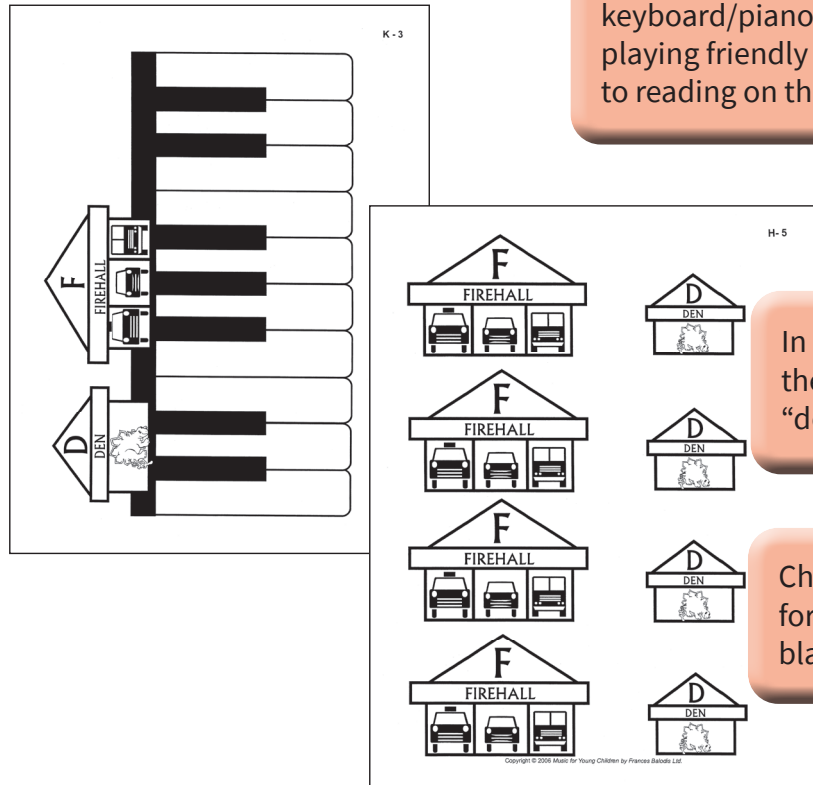 K - 3
keyboard/piano
playing friendly
to reading on th
F
FIREHALL
D
DEN
H- 5
F
FIREHALL
D
DEN
In
the
F
FIREHALL
D
DEN
F
FIREHALL
D
DEN
Ch
for
bla
F
FIREHALL
D
DEN
Copyright © 2006 Music for Young Children by Frances Balodis Ltd.